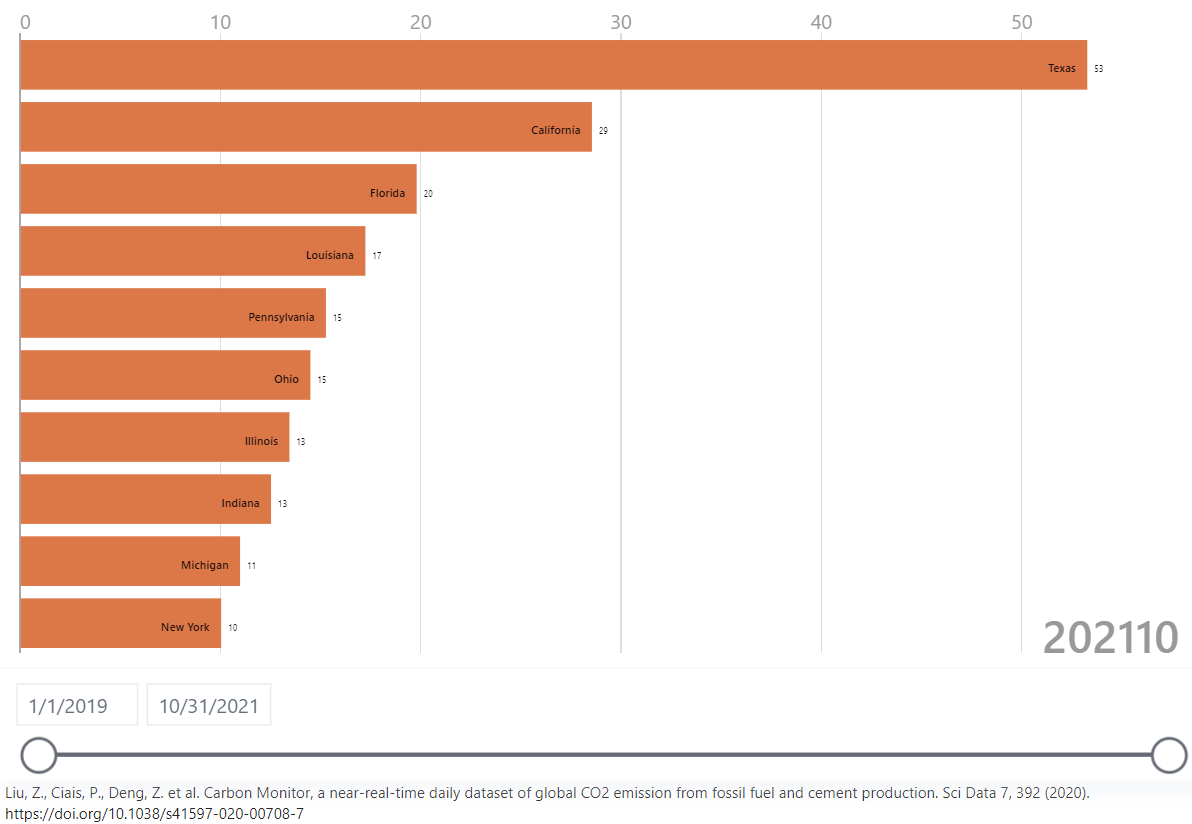 0 10 20 30 40 50
Texas 53
California 29
Florida 20
Louisiana 17
Pennsylvania 15
Ohio 15
Illinois 13
Indiana 13
Michigan 11
New York 10
202110
1/1/2019 10/31/2021
Liu, Z., Ciais, P., Deng, Z. et al. Carbon Monitor, a near-real-time daily dataset of global CO2 emission from fossil fuel and cement production. Sci Data 7, 392 (2020).
https://doi.org/10.1038/s41597-020-00708-7